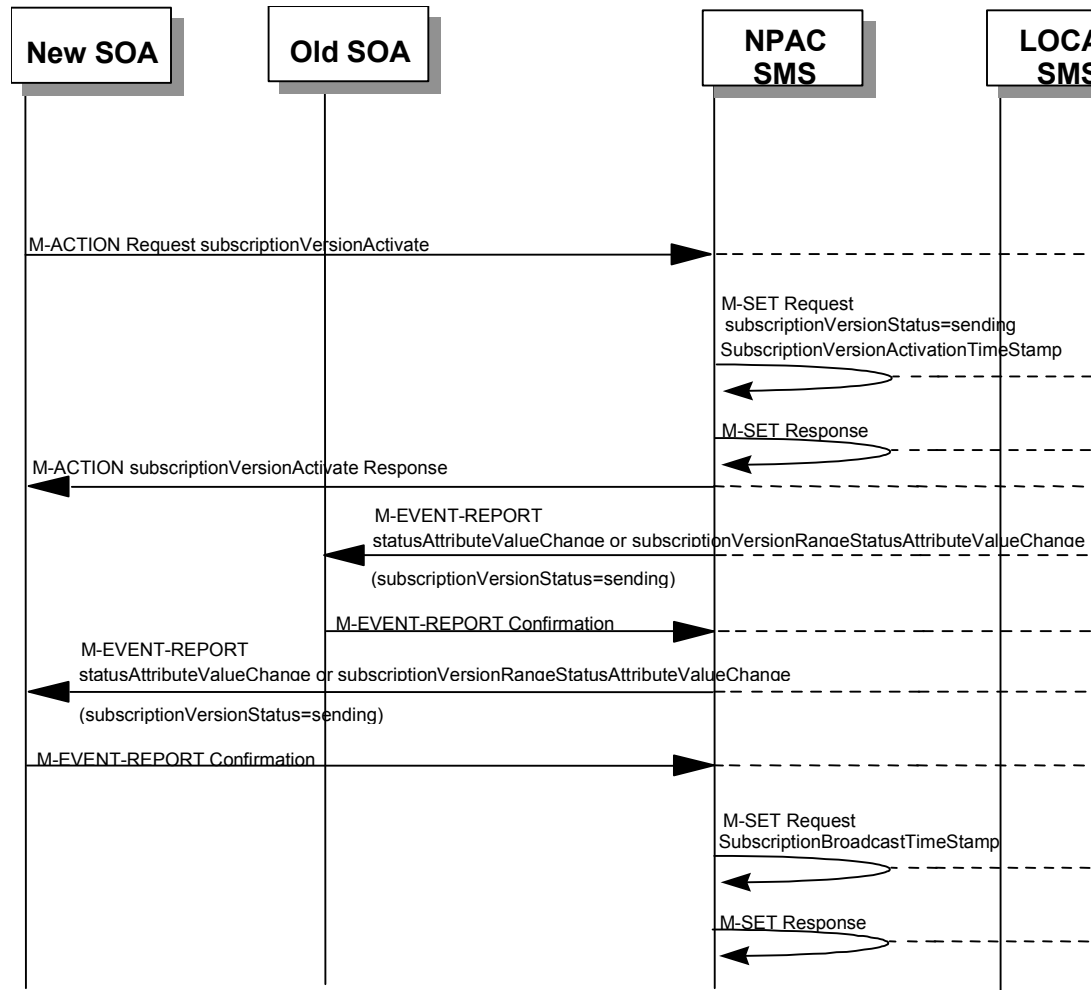 New SOA
Old SOA
NPAC
SMS
LOCA
SMS
M-ACTION Request subscriptionVersionActivate
M-SET Request
subscriptionVersionStatus=sending
SubscriptionVersionActivationTimeStamp
M-SET Response
M-ACTION subscriptionVersionActivate Response
M-EVENT-REPORT
statusAttributeValueChange or subscriptionVersionRangeStatusAttributeValueChange
(subscriptionVersionStatus=sending)
M-EVENT-REPORT Confirmation
M-EVENT-REPORT
statusAttributeValueChange or subscriptionVersionRangeStatusAttributeValueChange
(subscriptionVersionStatus=sending)
M-EVENT-REPORT Confirmation
M-SET Request
SubscriptionBroadcastTimeStamp
M-SET Response